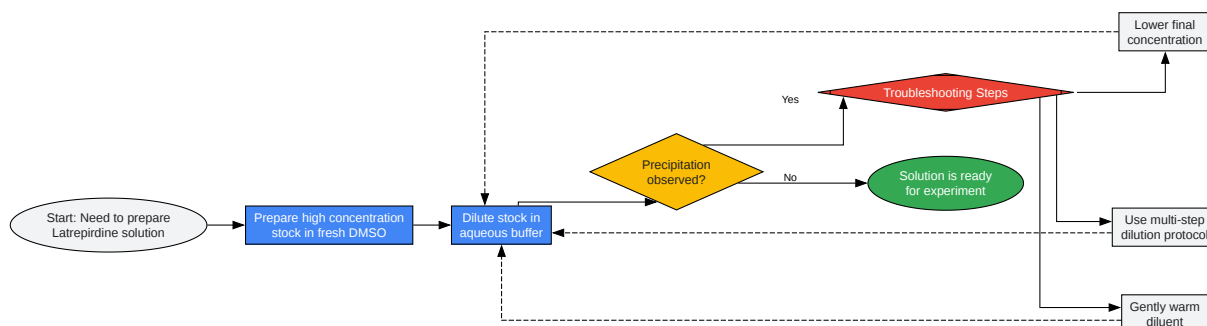 Start: Need to prepare
Latrepirdine solution
Prepare high concentration
stock in fresh DMSO
Dilute stock in
aqueous buffer
Precipitation
observed?
Yes
No
Troubleshooting Steps
Solution is ready
for experiment
Lower final
concentration
Use multi-step
dilution protocol
Gently warm
diluent